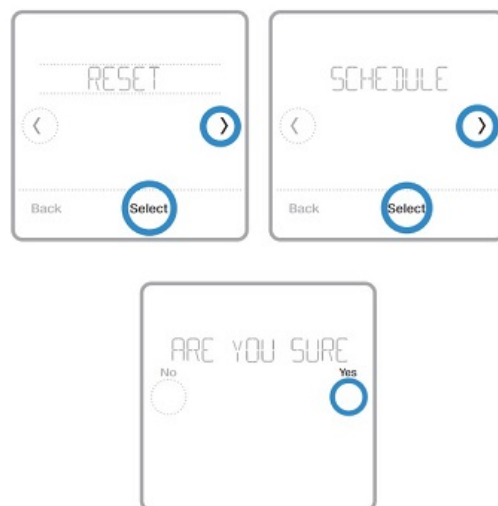 RESET
Back Select
SCHEDULE
Back Select
ARE YOU SURE
No Yes